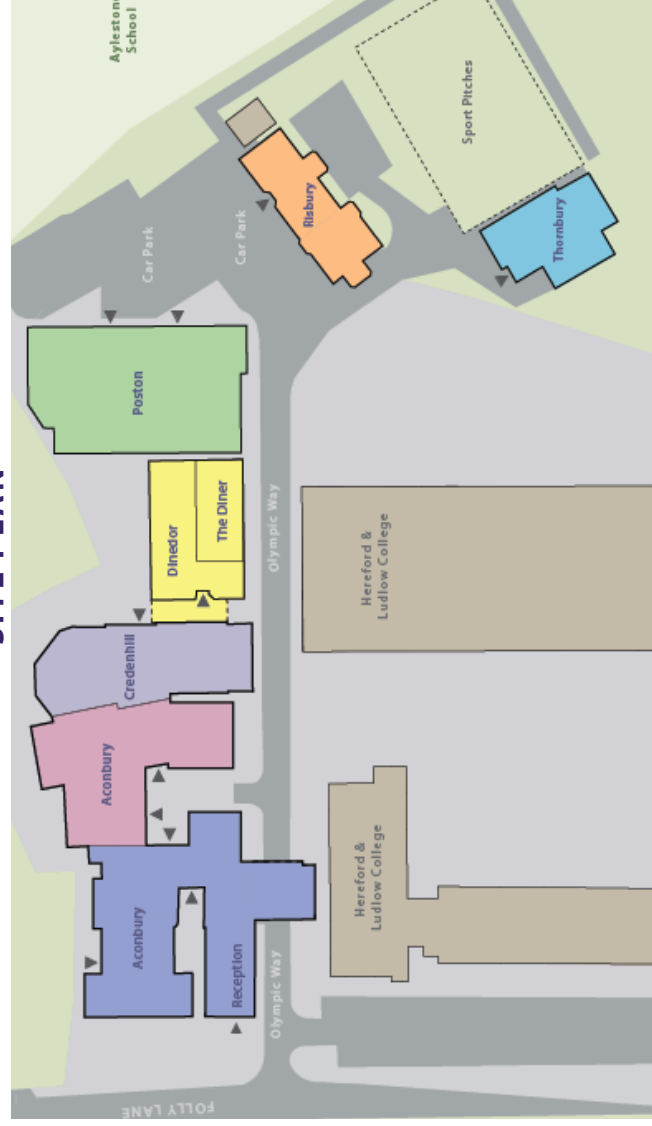 Ayleston
School
Sport Pitches
Car Park
Car Park
Risbury
Thornbury
Poston
Dinedor
The Diner
Olympic Way
Hereford &
Ludlow College
Credenhill
Aconbury
Aconbury
Reception
Hereford &
Ludlow College
Olympic Way
FOLLY LANE